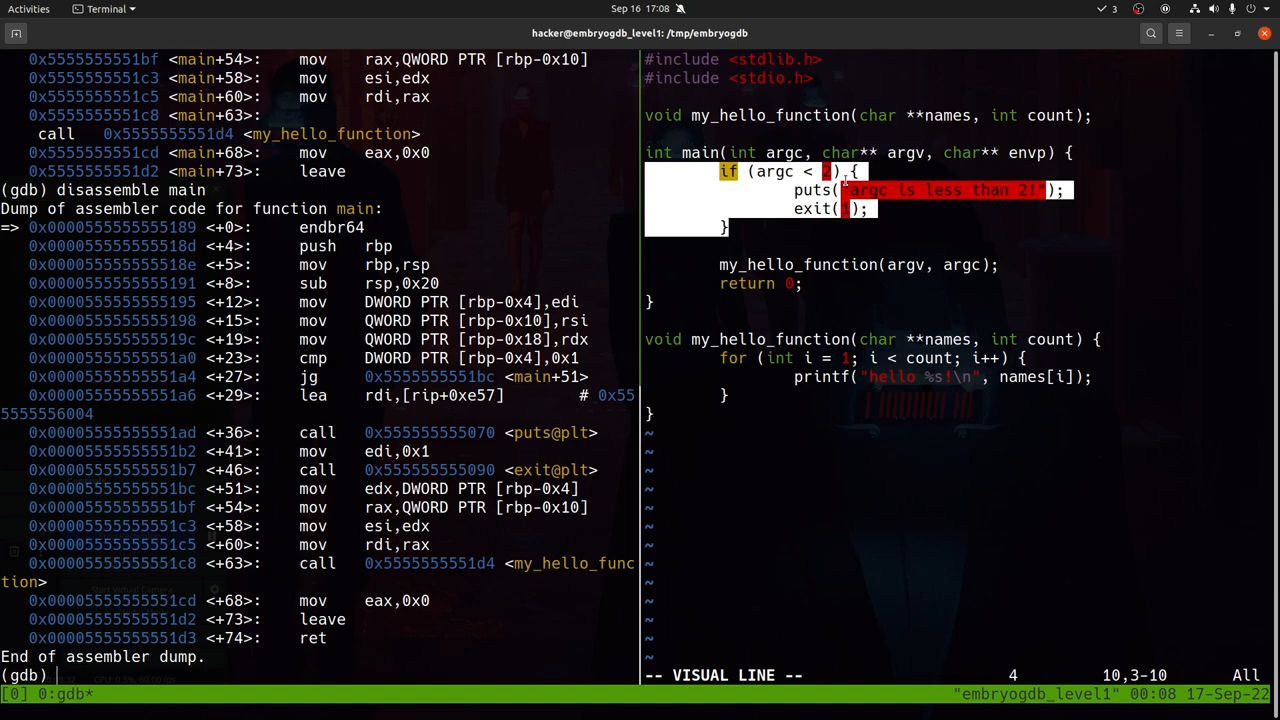 Activities
Terminal
Sep 16 17:08
3
hacker@embryogdb_level1: /tmp/embryogdb
0x5555555551bf <main+54>: mov rax,QWORD PTR [rbp-0x10]
0x5555555551c3 <main+58>: mov esi,edx
0x5555555551c5 <main+60>: mov rdi,rax
0x5555555551c8 <main+63>:
call 0x5555555551d4 <my_hello_function>
0x5555555551cd <main+68>: mov eax,0x0
0x5555555551d2 <main+73>: leave
(gdb) disassemble main
Dump of assembler code for function main:
=> 0x0000555555555189 <+0>: endbr64
0x000055555555518d <+4>: push rbp
0x000055555555518e <+5>: mov rbp,rsp
0x0000555555555191 <+8>: sub rsp,0x20
0x0000555555555195 <+12>: mov DWORD PTR [rbp-0x4],edi
0x0000555555555198 <+15>: mov QWORD PTR [rbp-0x10],rsi
0x000055555555519c <+19>: mov QWORD PTR [rbp-0x18],rdx
0x00005555555551a0 <+23>: cmp DWORD PTR [rbp-0x4],0x1
0x00005555555551a4 <+27>: jg 0x5555555551bc <main+51>
0x00005555555551a6 <+29>: lea rdi,[rip+0xe57] # 0x55
5555556004
0x00005555555551ad <+36>: call 0x555555555070 <puts@plt>
0x00005555555551b2 <+41>: mov edi,0x1
0x00005555555551b7 <+46>: call 0x555555555090 <exit@plt>
0x00005555555551bc <+51>: mov edx,DWORD PTR [rbp-0x4]
0x00005555555551bf <+54>: mov rax,QWORD PTR [rbp-0x10]
0x00005555555551c3 <+58>: mov esi,edx
0x00005555555551c5 <+60>: mov rdi,rax
0x00005555555551c8 <+63>: call 0x5555555551d4 <my_hello_func
tion>
0x00005555555551cd <+68>: mov eax,0x0
0x00005555555551d2 <+73>: leave
0x00005555555551d3 <+74>: ret
End of assembler dump.
(gdb)
#include <stdlib.h>
#include <stdio.h>
void my_hello_function(char **names, int count);
int main(int argc, char** argv, char** envp) {
if (argc < 2) {
puts("argc is less than 2!");
exit(1);
}
my_hello_function(argv, argc);
return 0;
}
void my_hello_function(char **names, int count) {
for (int i = 1; i < count; i++) {
printf("hello %s!\n", names[i]);
}
}
~
~
~
~
~
~
~
~
~
~
~
~
~
-- VISUAL LINE -- 4 10,3-10 All
[0] 0:gdb* "embryogdb_level1" 00:08 17-Sep-22